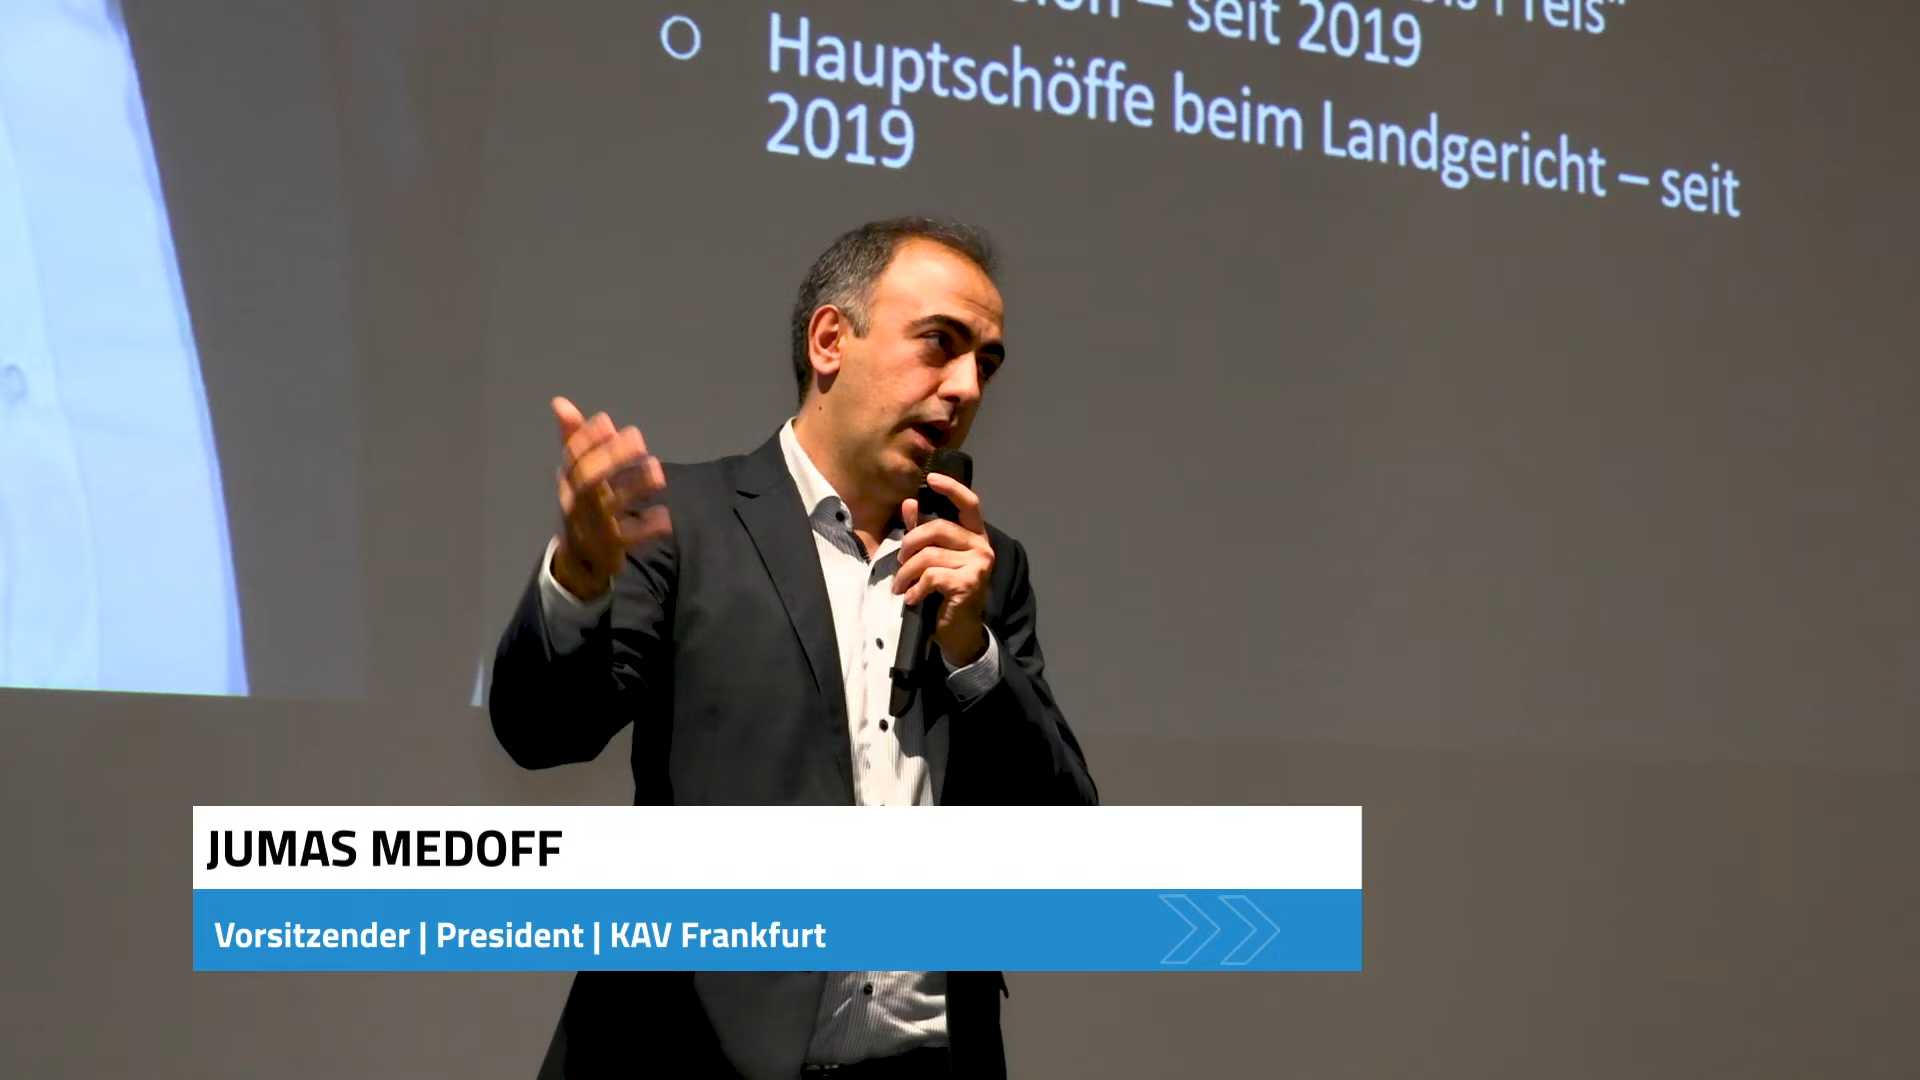 – seit 2019
Hauptschöffe beim Landgericht – seit
2019
JUMAS MEDOFF
Vorsitzender | President | KAV Frankfurt